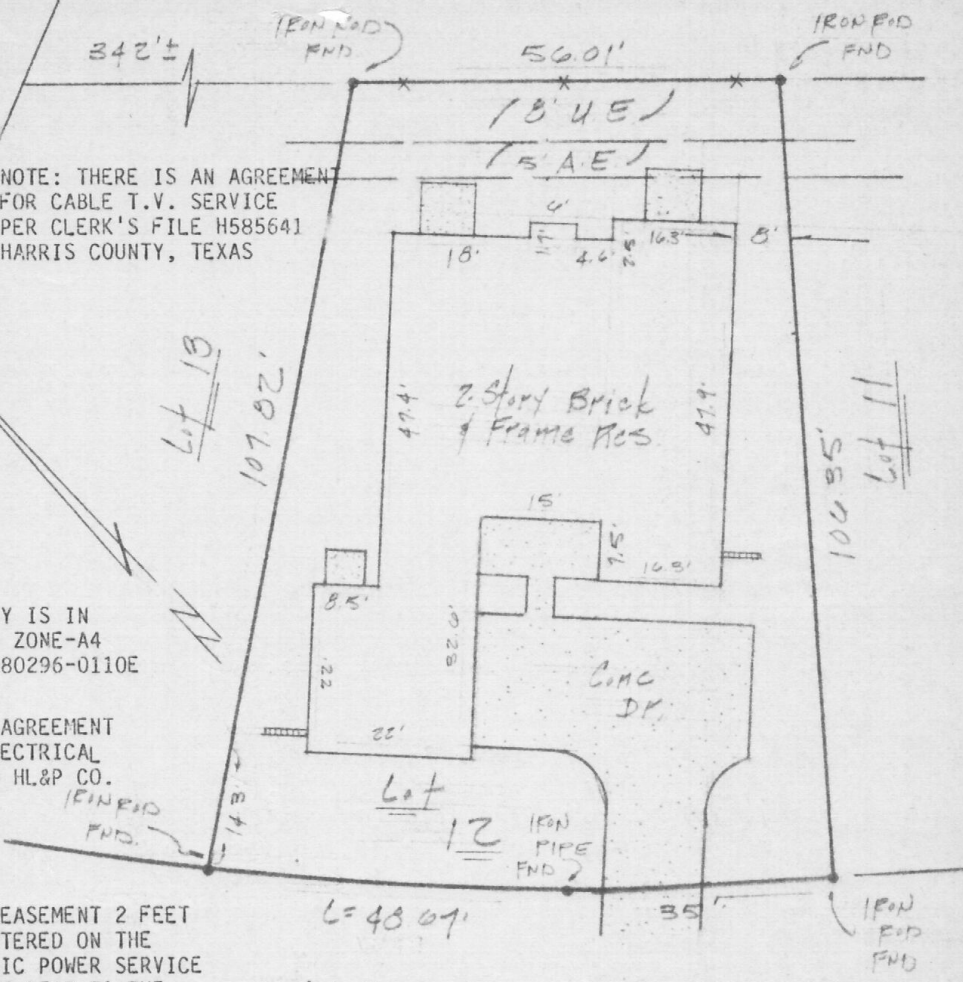 342'±
IRON ROD
FND.
56.01'
IRON ROD
FND
8' U.E.
5' A.E.
NOTE: THERE IS AN AGREEMENT
FOR CABLE T.V. SERVICE
PER CLERK'S FILE H585641
HARRIS COUNTY, TEXAS
4'
18'
4.6'
2.5'
16.3'
8'
Lot 13
107.82'
47.4'
2-Story Brick
& Frame Res.
47.9'
106.35'
Lot 11
15'
7.5'
16.3'
8.5'
22
22'
Conc
Dr.
Y IS IN
ZONE-A4
80296-0110E
AGREEMENT
ECTRICAL
HL&P CO.
IRON ROD
FND.
14.3'
Lot
12
IRON
PIPE
FND
L=48.67'
35'
IRON
ROD
FND
EASEMENT 2 FEET
TERED ON THE
IC POWER SERVICE